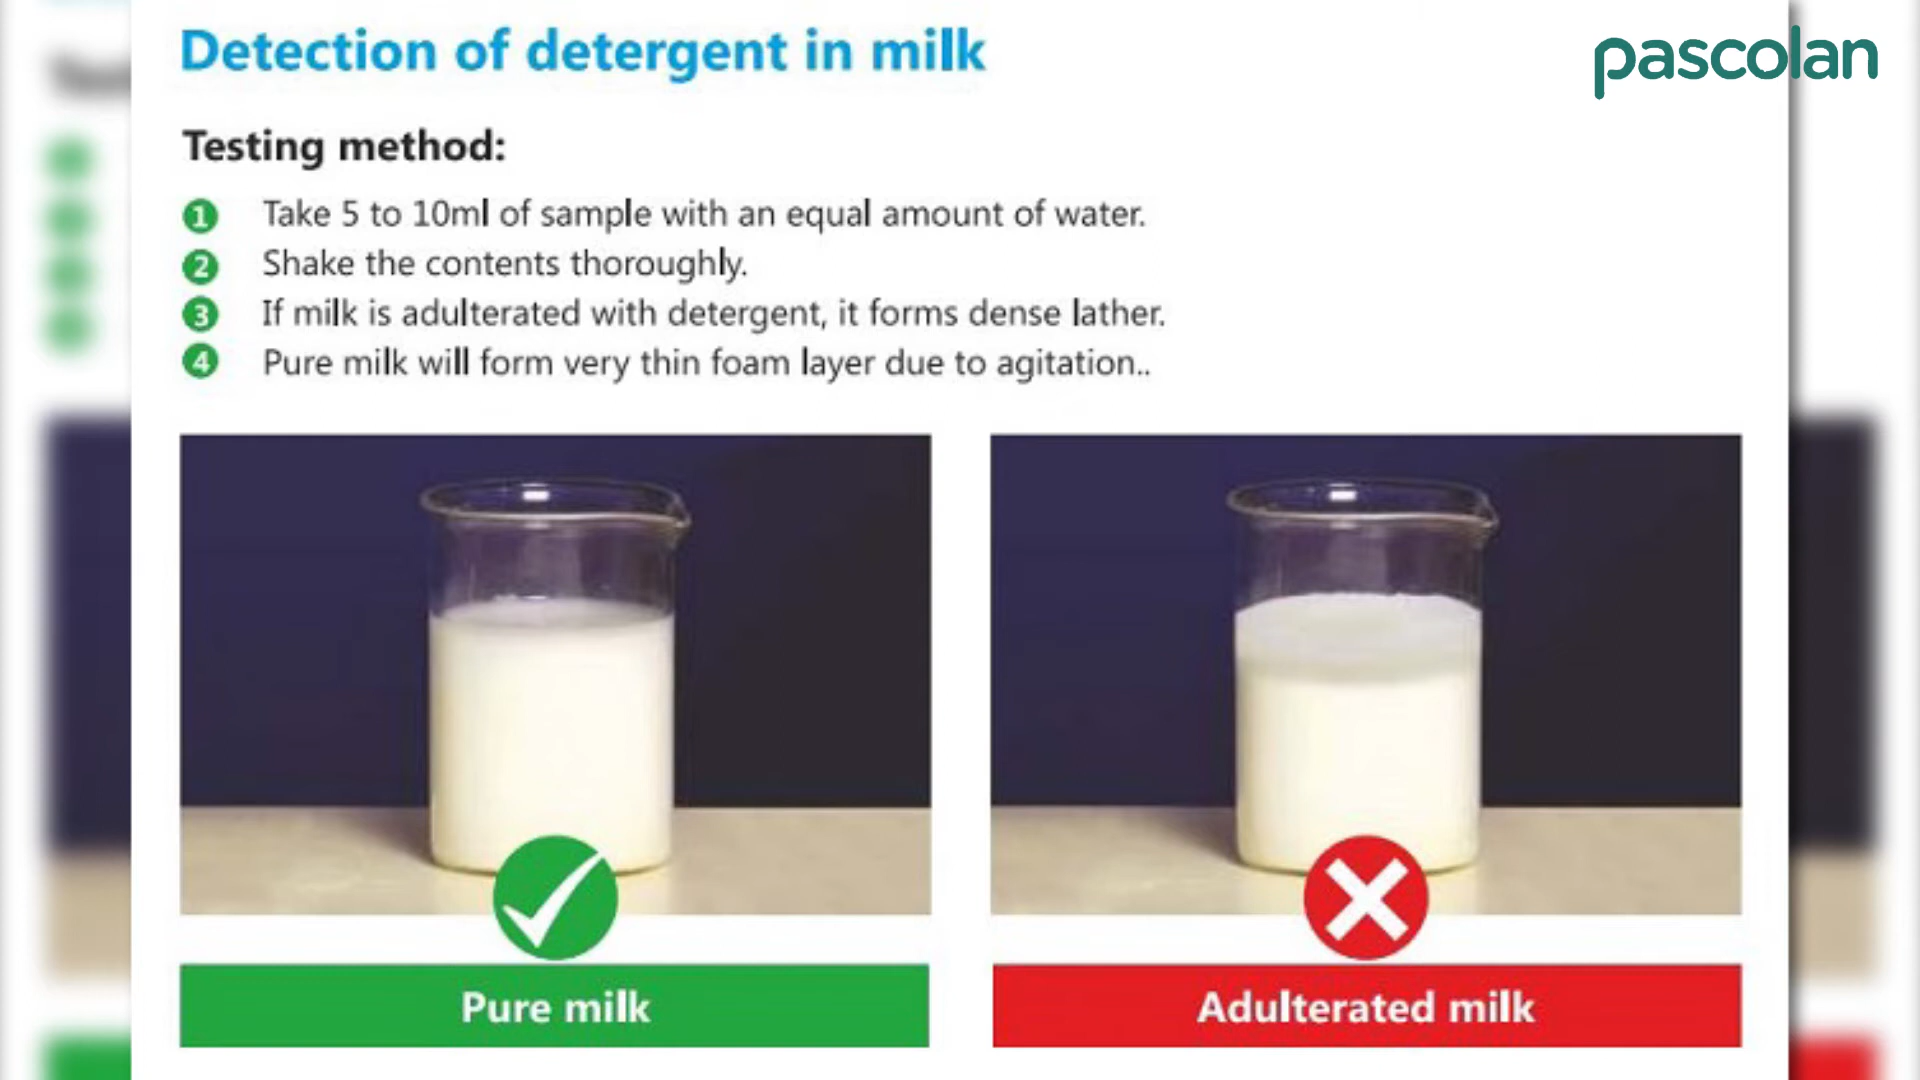 Detection of detergent in milk
pascolan
Testing method:
1 Take 5 to 10ml of sample with an equal amount of water.
2 Shake the contents thoroughly.
3 If milk is adulterated with detergent, it forms dense lather.
4 Pure milk will form very thin foam layer due to agitation..
Pure milk
Adulterated milk